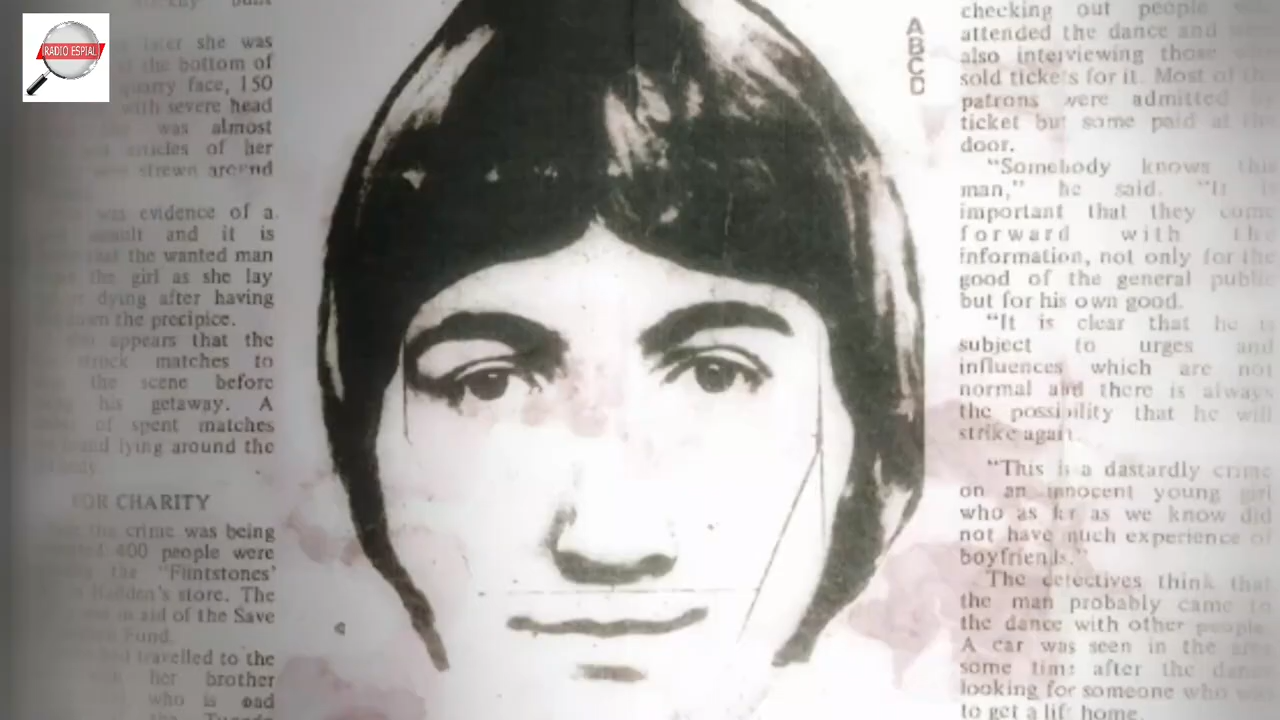 RADIO ESPIAL
later she was
the bottom of
quarry face, 150
with severe head
was almost
articles of her
strewn around
was evidence of a
assault and it is
that the wanted man
the girl as she lay
dying after having
down the precipice.
appears that the
struck matches to
the scene before
his getaway. A
of spent matches
found lying around the
body.
FOR CHARITY
the crime was being
400 people were
the "Flintstones'
Hadden's store. The
in aid of the Save
Fund.
had travelled to the
her brother
who is and
the Tuesda
A
B
C
C
checking out people
attended the dance and
also interviewing those
sold tickets for it. Most of the
patrons were admitted by
ticket but some paid at the
door.
"Somebody knows this
man," he said. "It is
important that they come
forward with the
information, not only for the
good of the general public
but for his own good.
"It is clear that he is
subject to urges and
influences which are not
normal and there is always
the possibility that he will
strike again.
"This is a dastardly crime
on an innocent young girl
who as far as we know did
not have much experience of
boyfriends."
The detectives think that
the man probably came to
the dance with other people.
A car was seen in the area
some time after the dance
looking for someone who was
to get a lift home.